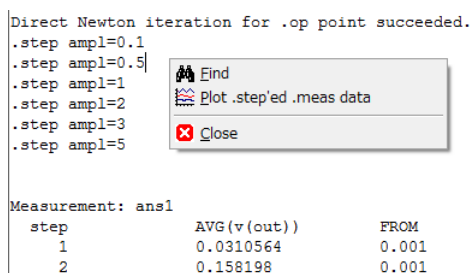 Direct Newton iteration for .op point succeeded.
.step ampl=0.1
.step ampl=0.5
.step ampl=1
.step ampl=2
.step ampl=3
.step ampl=5
Find
Plot .step'ed .meas data
Close
Measurement: ans1
step AVG(v(out)) FROM
1 0.0310564 0.001
2 0.158198 0.001